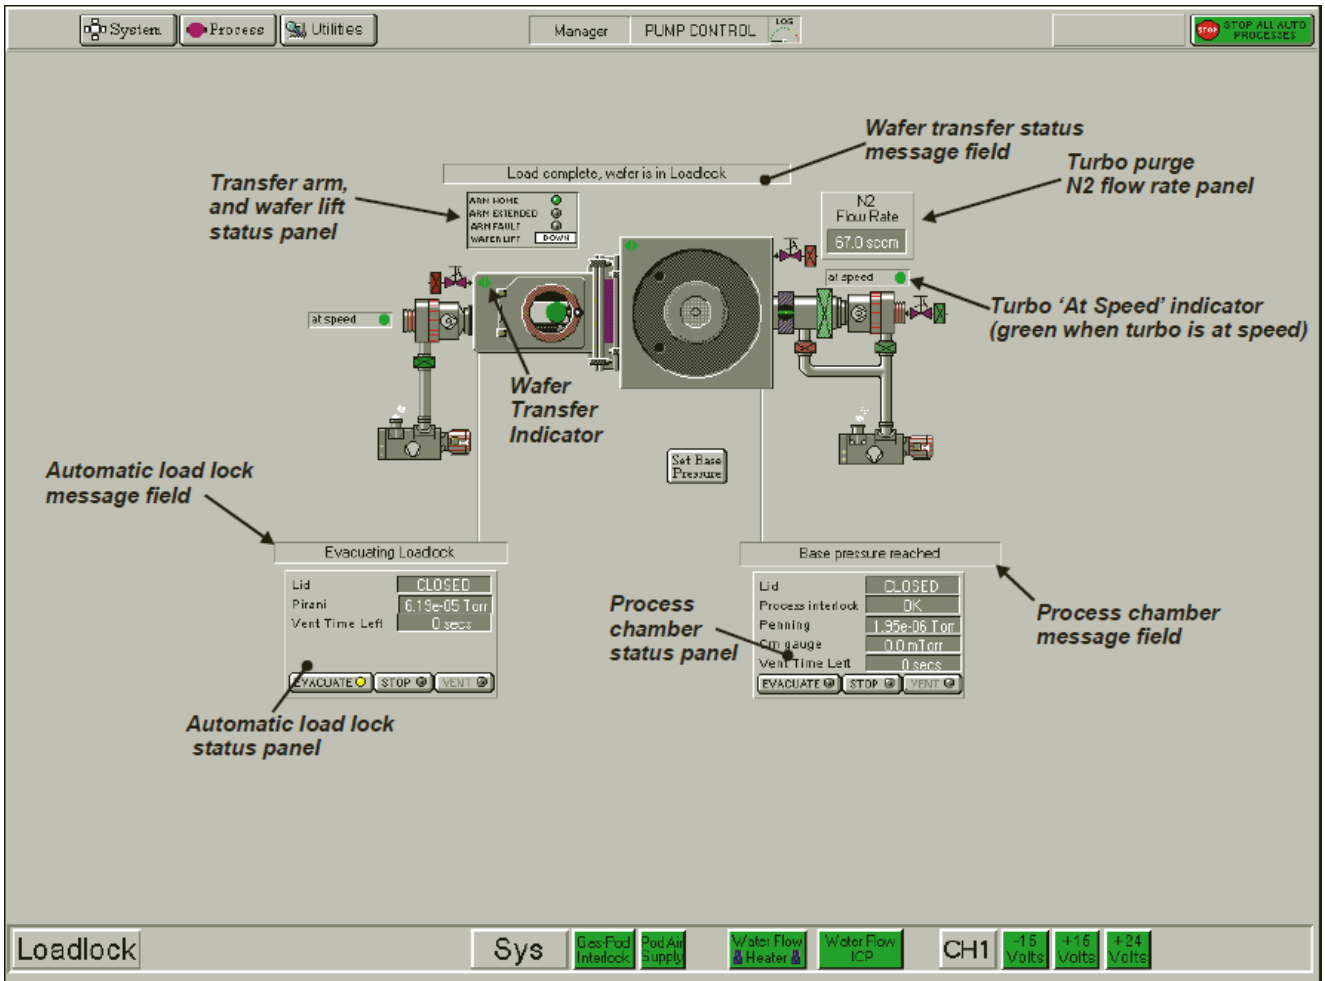 System
Process
Utilities
Manager
PUMP CONTROL
LOG
STOP
STOP ALL AUTO
PROCESSES
Wafer transfer status
message field
Load complete, wafer is in Loadlock
Transfer arm,
and wafer lift
status panel
ARM HOME
ARM EXTENDED
ARM FAULT
WAFER LIFT DOWN
Turbo purge
N2 flow rate panel
N2
Flow Rate
67.0 sccm
at speed
at speed
Turbo ‘At Speed’ indicator
(green when turbo is at speed)
Wafer
Transfer
Indicator
Set Base
Pressure
Automatic load lock
message field
Evacuating Loadlock
Lid CLOSED
Pirani 6.19e-05 Torr
Vent Time Left 0 secs
EVACUATE STOP VENT
Automatic load lock
status panel
Base pressure reached
Lid CLOSED
Process interlock OK
Penning 1.95e-06 Torr
Cm gauge 0.0 mTorr
Vent Time Left 0 secs
EVACUATE STOP VENT
Process
chamber
status panel
Process chamber
message field
Loadlock
Sys
Gas-Pod
Interlock
Pod Air
Supply
Water Flow
Heater
Water Flow
ICP
CH1
-15
Volts
+15
Volts
+24
Volts